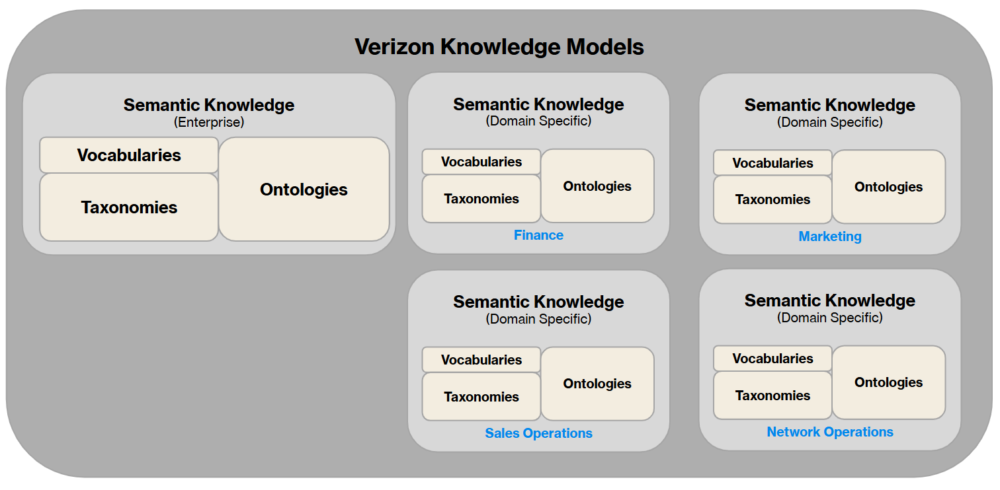 Verizon Knowledge Models
Semantic Knowledge
(Enterprise)
Vocabularies
Taxonomies
Ontologies
Semantic Knowledge
(Domain Specific)
Vocabularies
Taxonomies
Ontologies
Finance
Semantic Knowledge
(Domain Specific)
Vocabularies
Taxonomies
Ontologies
Marketing
Semantic Knowledge
(Domain Specific)
Vocabularies
Taxonomies
Ontologies
Sales Operations
Semantic Knowledge
(Domain Specific)
Vocabularies
Taxonomies
Ontologies
Network Operations